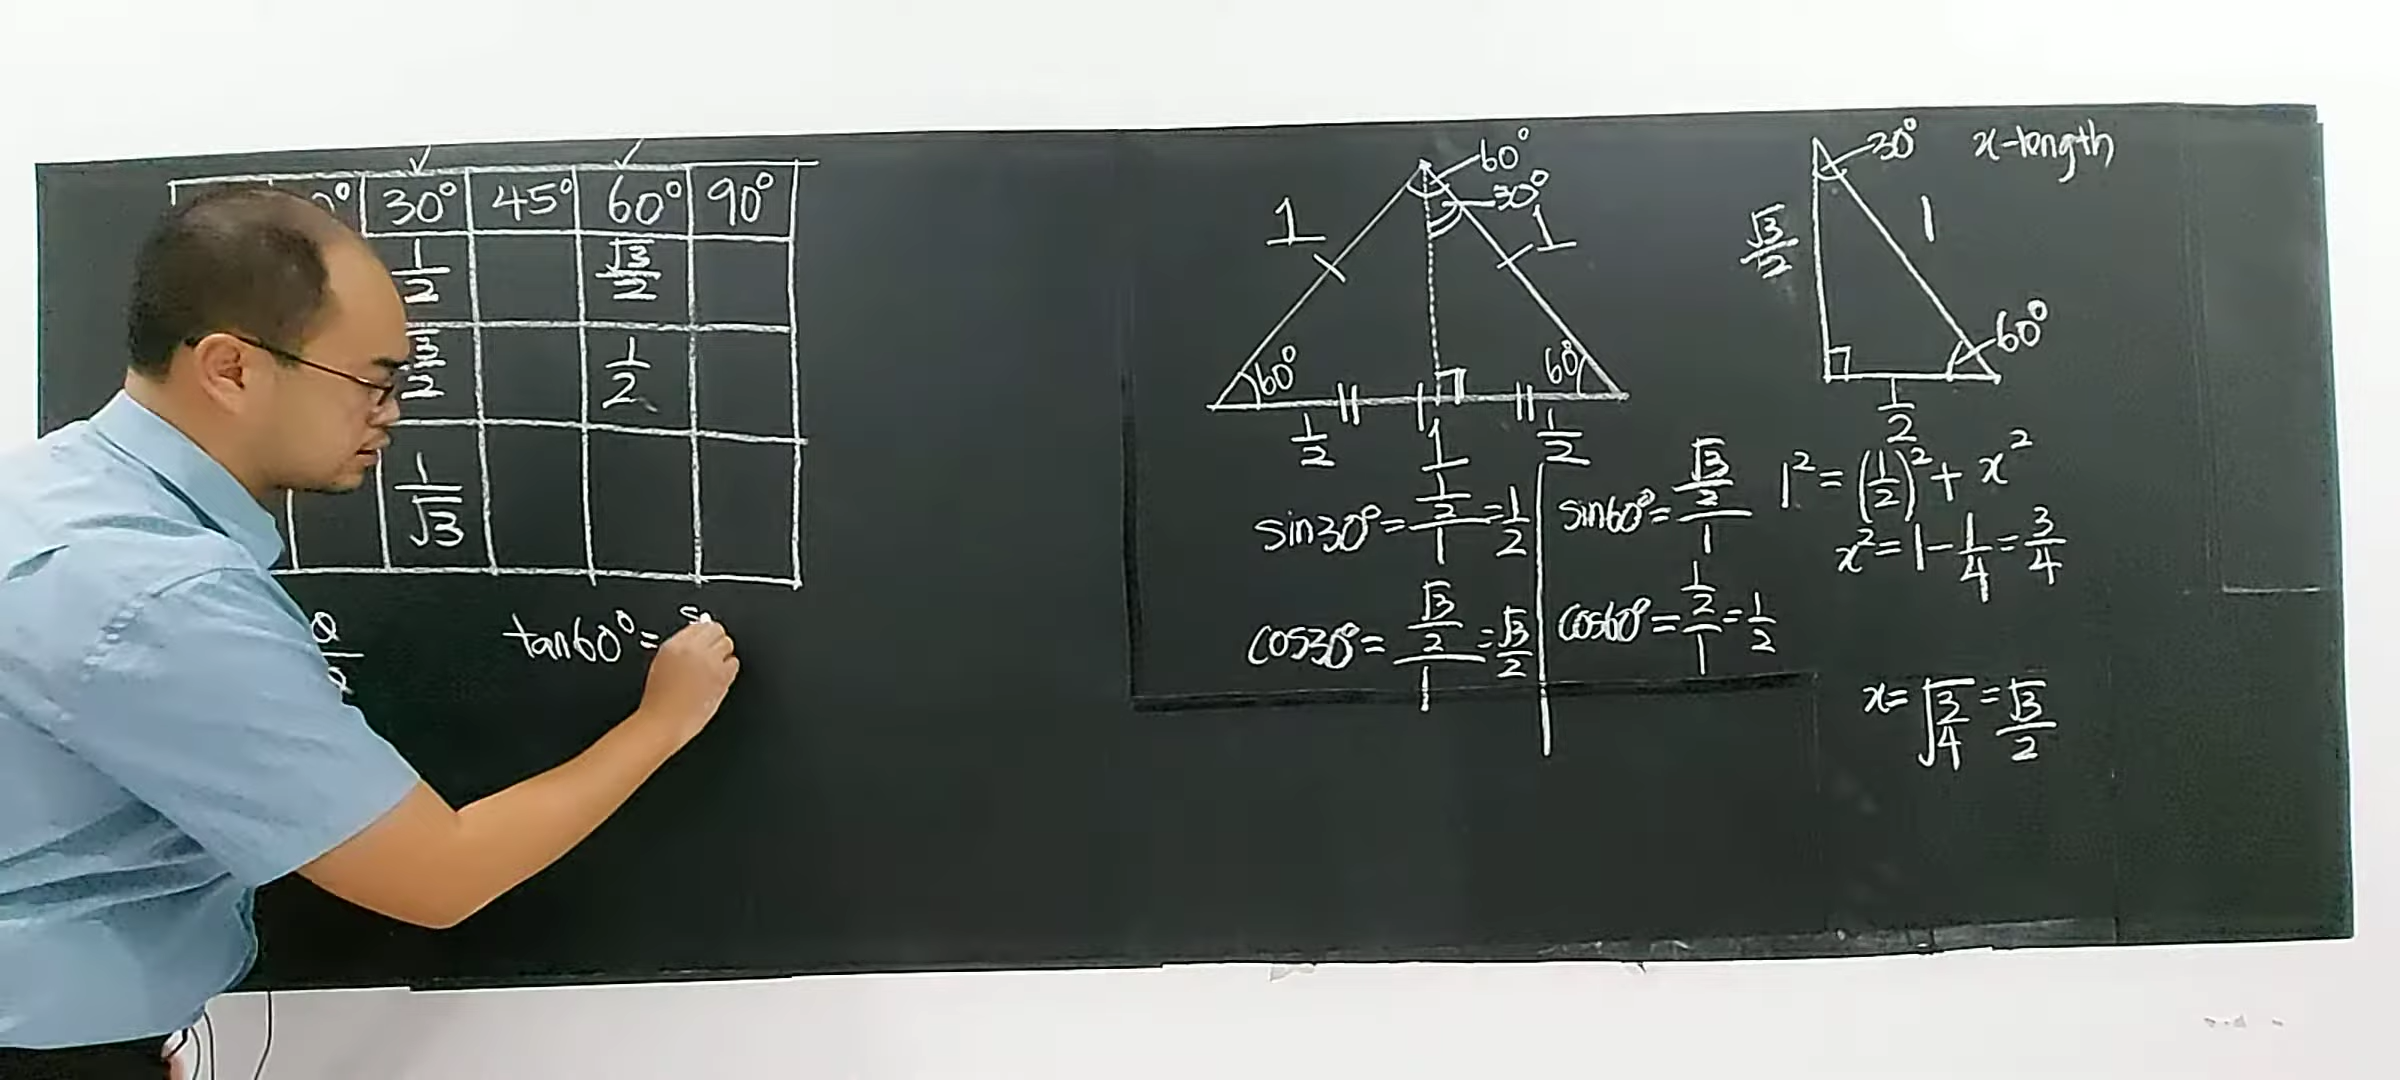 0° 30° 45° 60° 90°
1/2 √3/2
√3/2 1/2
1/√3
θ/θ
tan60° = s
60°
30°
1 1
60° 60°
1/2 1/2
1
sin30° = (1/2)/1 = 1/2
cos30° = (√3/2)/1 = √3/2
sin60° = (√3/2)/1
cos60° = (1/2)/1 = 1/2
30° x-length
√3/2 1
60°
1/2
1² = (1/2)² + x²
x² = 1 - 1/4 = 3/4
x = √(3/4) = √3/2